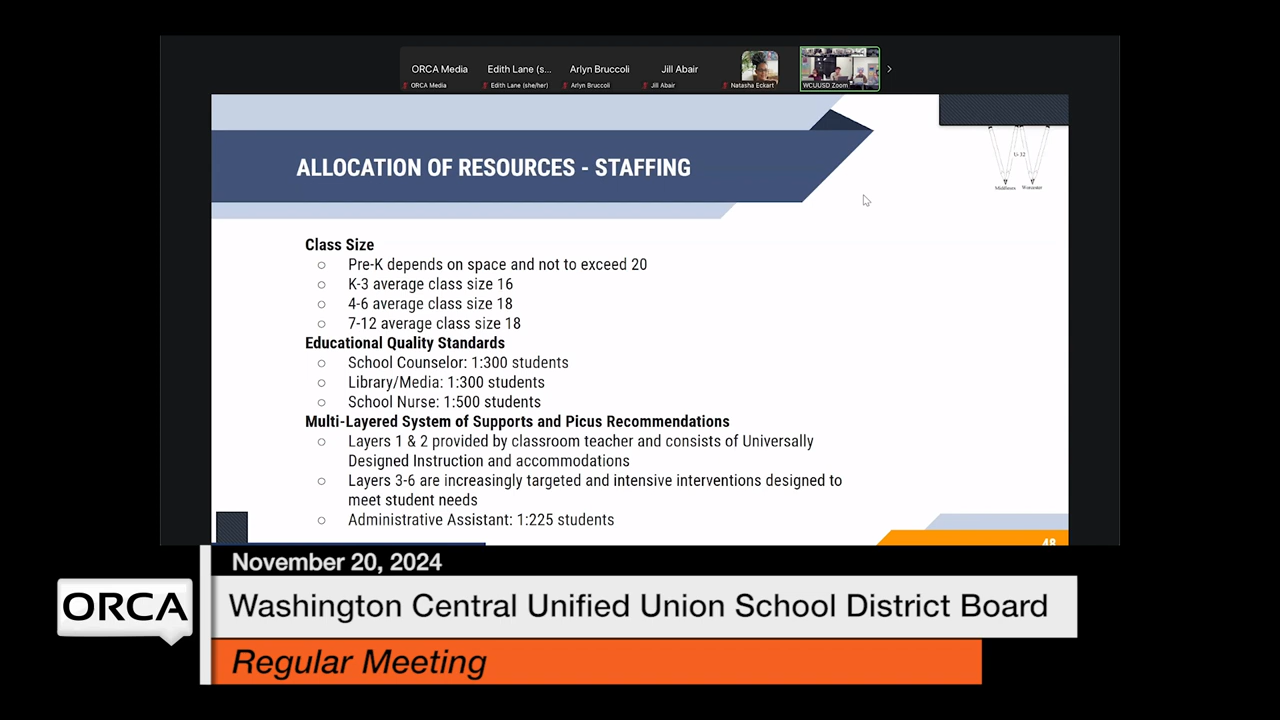 ORCA Media
Edith Lane (s...
Arlyn Bruccoli
Jill Abair
ORCA Media
Edith Lane (she/her)
Arlyn Bruccoli
Jill Abair
Natasha Eckart
WCUUSD Zoom
ALLOCATION OF RESOURCES - STAFFING
U-32
Middlesex
Worcester
Class Size
○ Pre-K depends on space and not to exceed 20
○ K-3 average class size 16
○ 4-6 average class size 18
○ 7-12 average class size 18
Educational Quality Standards
○ School Counselor: 1:300 students
○ Library/Media: 1:300 students
○ School Nurse: 1:500 students
Multi-Layered System of Supports and Picus Recommendations
○ Layers 1 & 2 provided by classroom teacher and consists of Universally
Designed Instruction and accommodations
○ Layers 3-6 are increasingly targeted and intensive interventions designed to
meet student needs
○ Administrative Assistant: 1:225 students
48
November 20, 2024
ORCA
Washington Central Unified Union School District Board
Regular Meeting